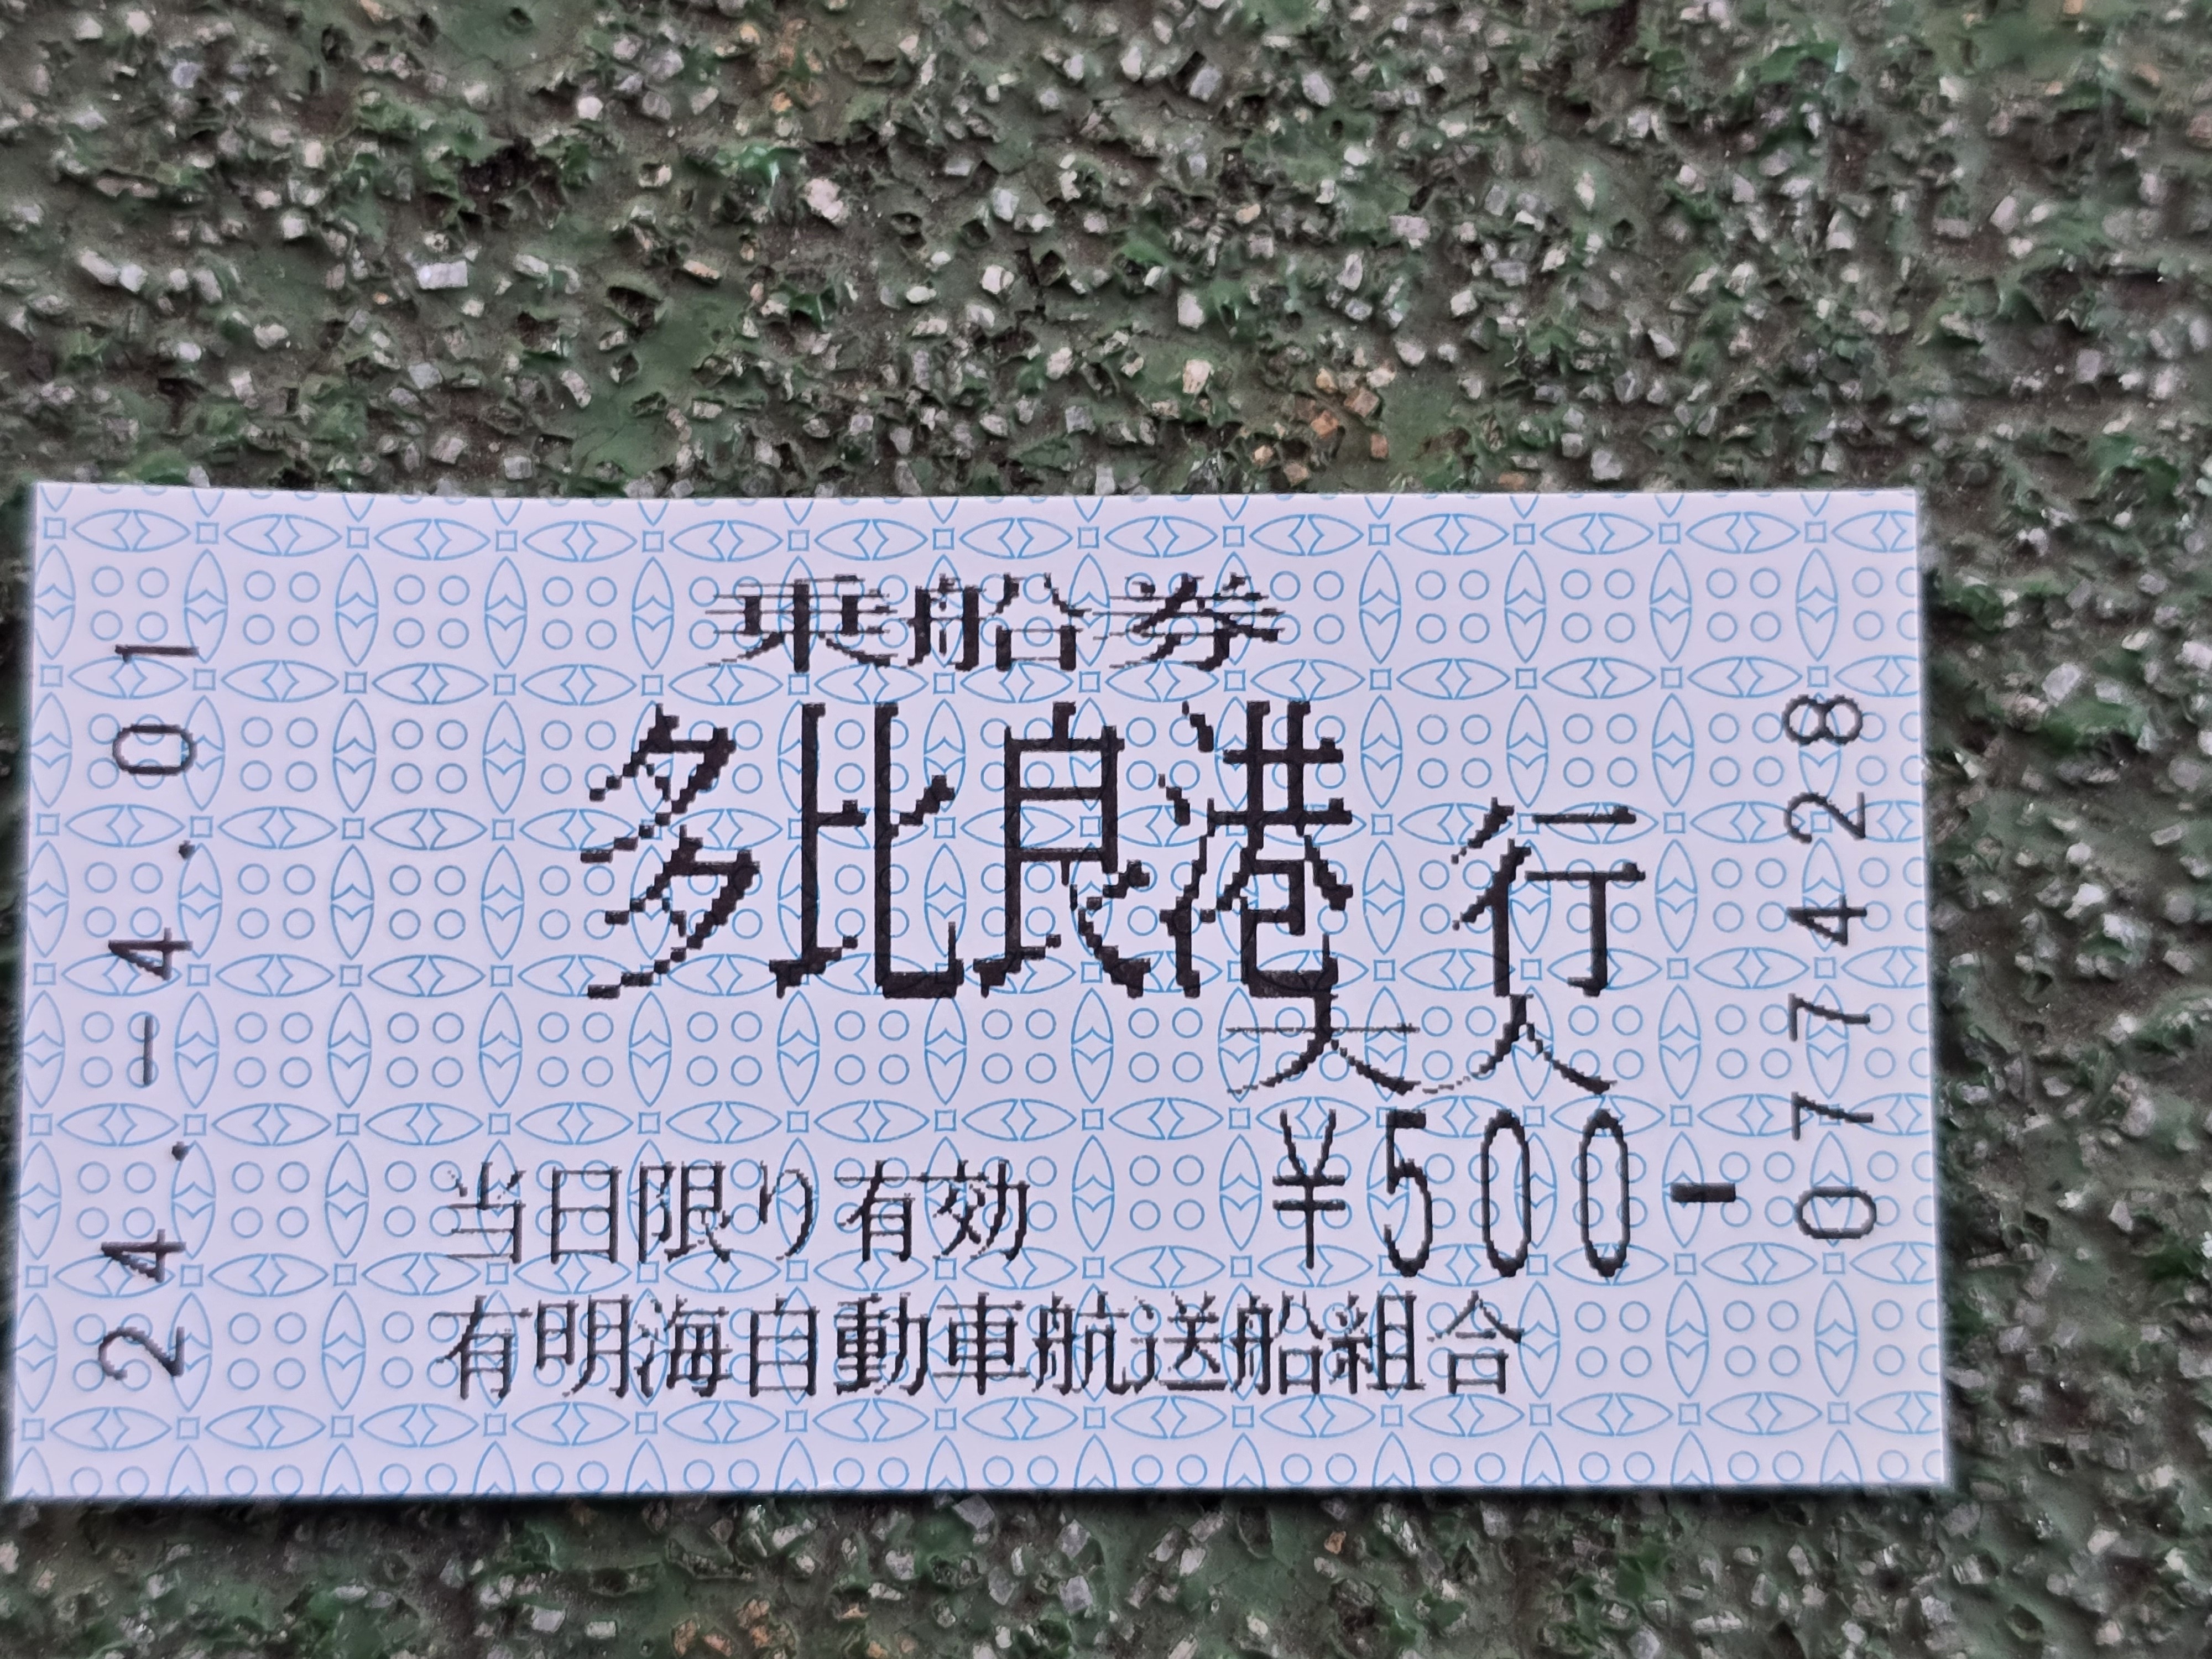 乗船券
多比良港 行
大人
¥500-
当日限り有効
有明海自動車航送船組合
24.-4.01
077428